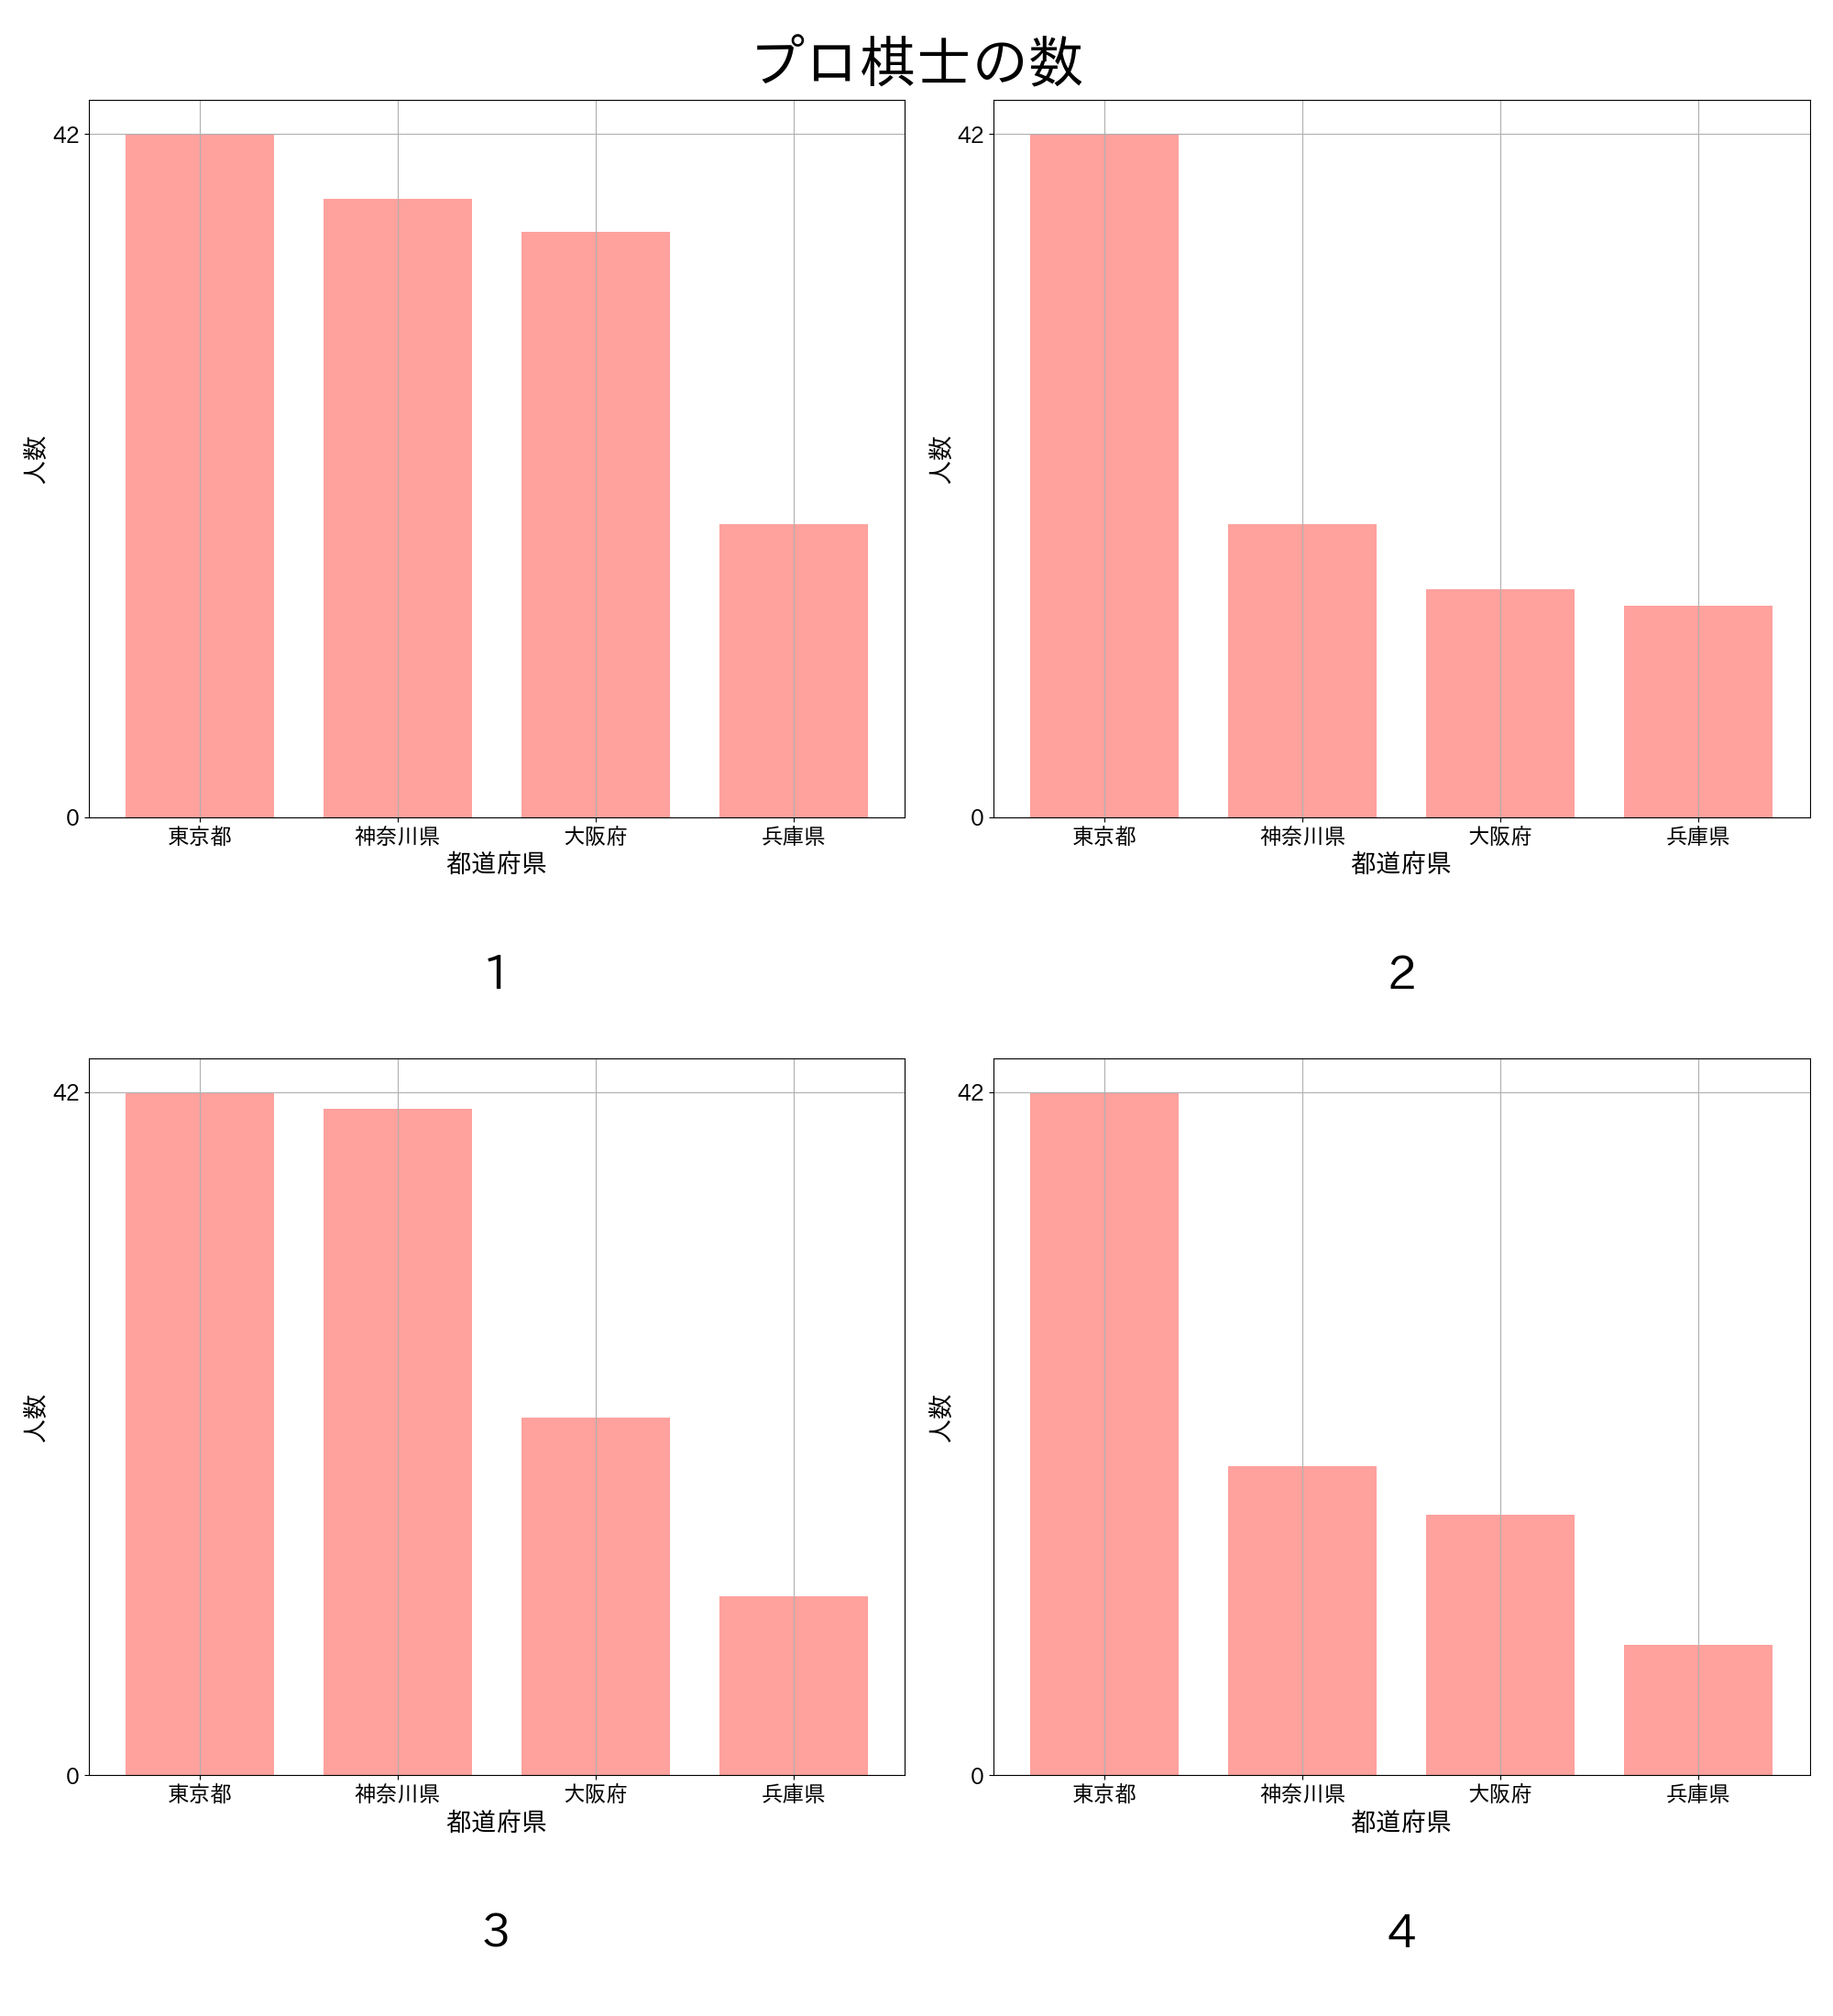 プロ棋士の数
42
0
人数
東京都 神奈川県 大阪府 兵庫県
都道府県
1
42
0
人数
東京都 神奈川県 大阪府 兵庫県
都道府県
2
42
0
人数
東京都 神奈川県 大阪府 兵庫県
都道府県
3
42
0
人数
東京都 神奈川県 大阪府 兵庫県
都道府県
4